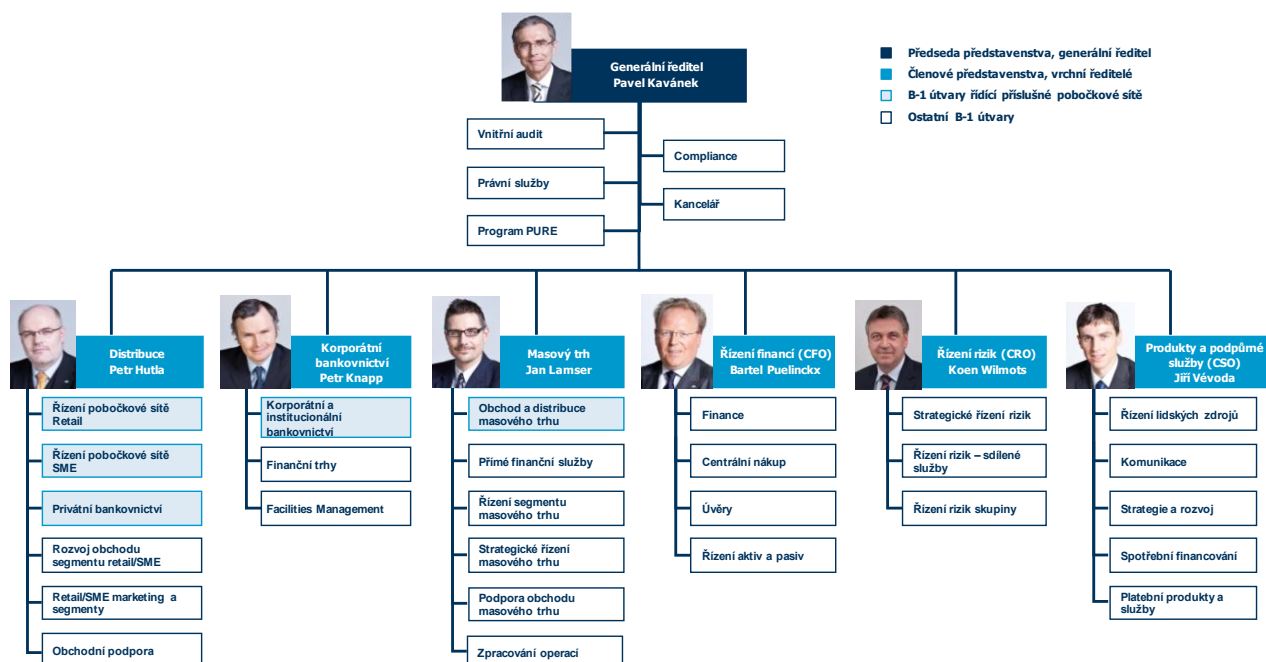 Generální ředitel
Pavel Kavánek
Předseda představenstva, generální ředitel
Členové představenstva, vrchní ředitelé
B-1 útvary řídící příslušné pobočkové sítě
Ostatní B-1 útvary
Vnitřní audit
Compliance
Právní služby
Kancelář
Program PURE
Distribuce
Petr Hutla
Řízení pobočkové sítě
Retail
Řízení pobočkové sítě
SME
Privátní bankovnictví
Rozvoj obchodu
segmentu retail/SME
Retail/SME marketing a
segmenty
Obchodní podpora
Korporátní
bankovnictví
Petr Knapp
Korporátní a
institucionální
bankovnictví
Finanční trhy
Facilities Management
Masový trh
Jan Lamser
Obchod a distribuce
masového trhu
Přímé finanční služby
Řízení segmentu
masového trhu
Strategické řízení
masového trhu
Podpora obchodu
masového trhu
Zpracování operací
Řízení financí (CFO)
Bartel Puelinckx
Finance
Centrální nákup
Úvěry
Řízení aktiv a pasiv
Řízení rizik (CRO)
Koen Wilmots
Strategické řízení rizik
Řízení rizik – sdílené
služby
Řízení rizik skupiny
Produkty a podpůrné
služby (CSO)
Jiří Vévoda
Řízení lidských zdrojů
Komunikace
Strategie a rozvoj
Spotřební financování
Platební produkty a
služby